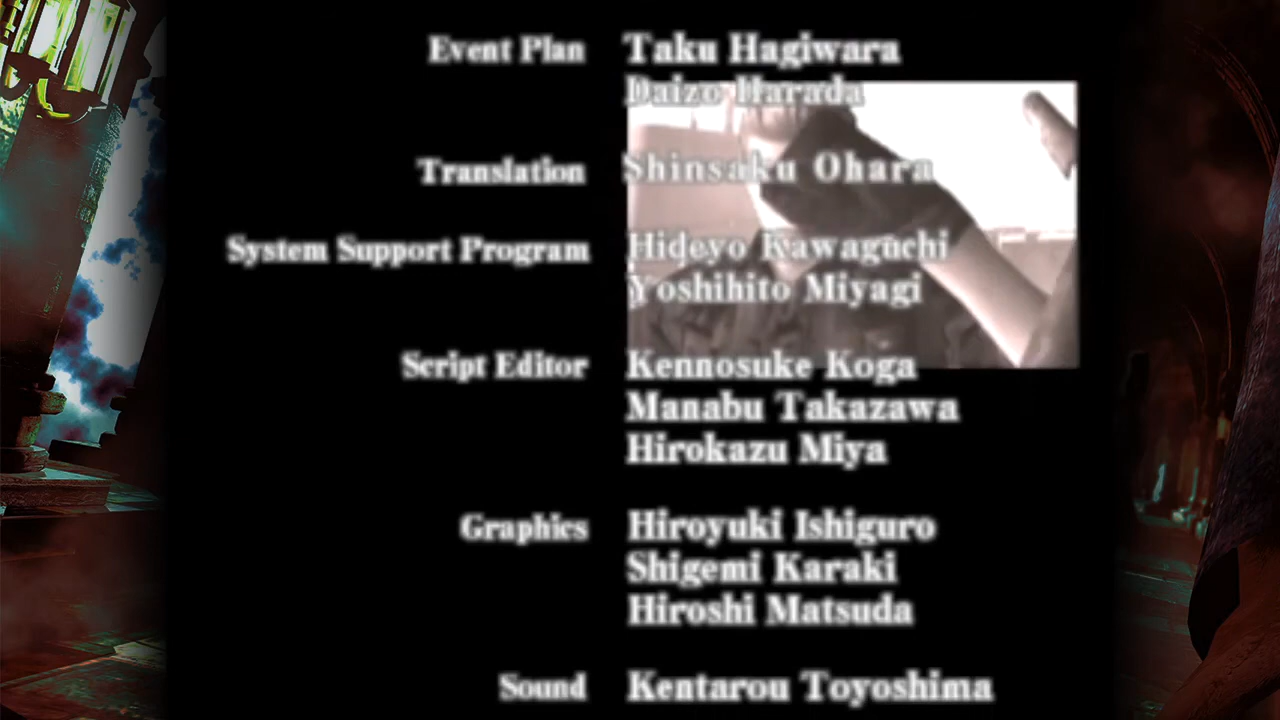 Event Plan Taku Hagiwara
Daizo Harada
Translation Shinsaku Ohara
System Support Program Hideyo Kawaguchi
Yoshihito Miyagi
Script Editor Kennosuke Koga
Manabu Takazawa
Hirokazu Miya
Graphics Hiroyuki Ishiguro
Shigemi Karaki
Hiroshi Matsuda
Sound Kentarou Toyoshima